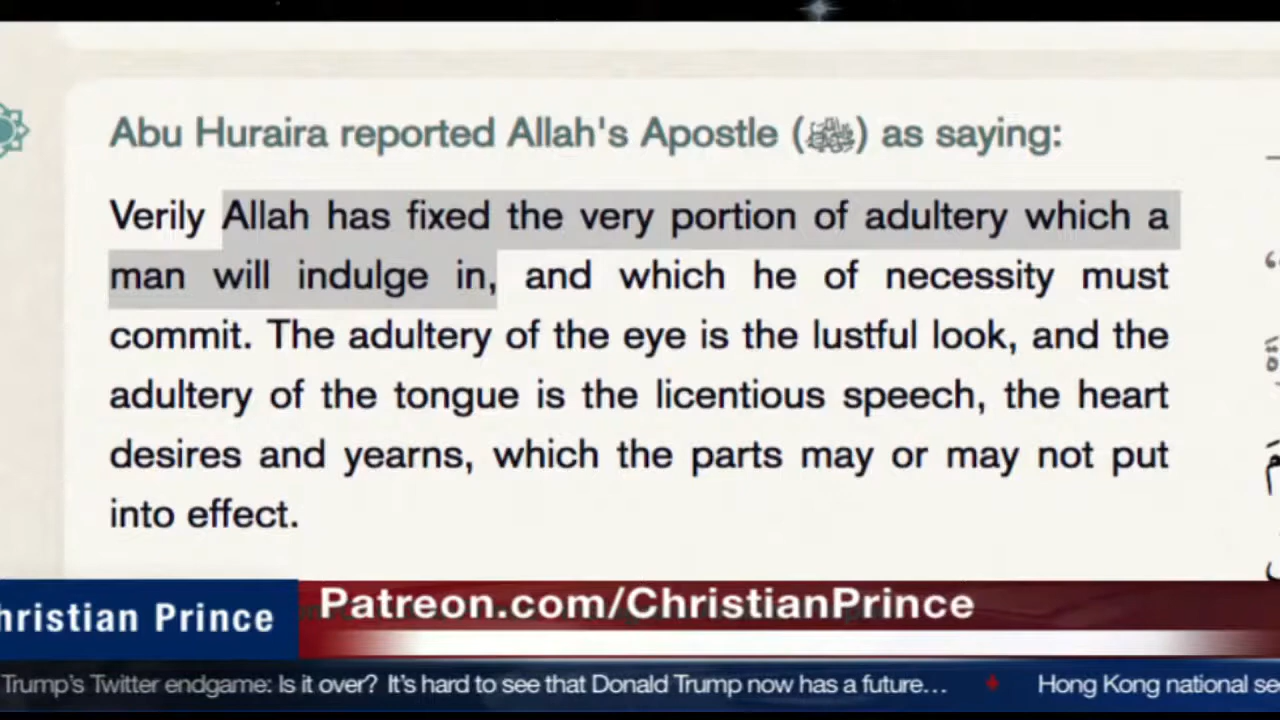 Abu Huraira reported Allah's Apostle (ﷺ) as saying:
Verily Allah has fixed the very portion of adultery which a
man will indulge in, and which he of necessity must
commit. The adultery of the eye is the lustful look, and the
adultery of the tongue is the licentious speech, the heart
desires and yearns, which the parts may or may not put
into effect.
hristian Prince
Patreon.com/ChristianPrince
Trump's Twitter endgame: Is it over? It's hard to see that Donald Trump now has a future... Hong Kong national se